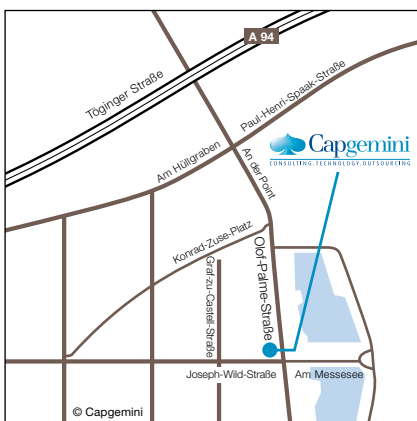 A 94
Töginger Straße
Paul-Henri-Spaak-Straße
Am Hüllgraben
An der Point
Capgemini
CONSULTING.TECHNOLOGY.OUTSOURCING
Konrad-Zuse-Platz
Graf-zu-Castell-Straße
Olof-Palme-Straße
Joseph-Wild-Straße
Am Messesee
© Capgemini